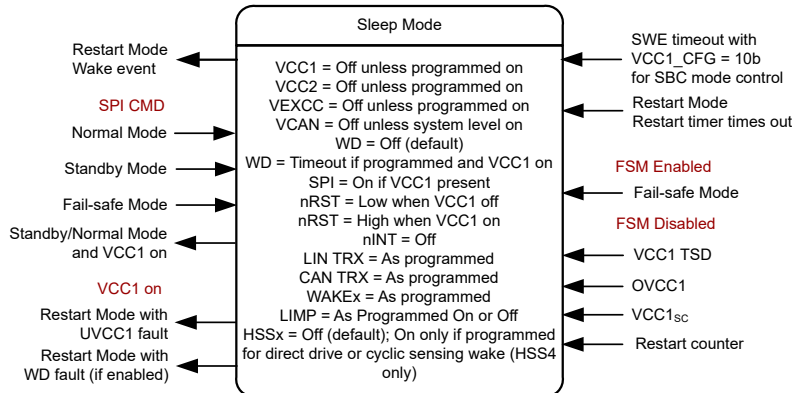 Sleep Mode
Restart Mode
Wake event
SPI CMD
Normal Mode
Standby Mode
Fail-safe Mode
Standby/Normal Mode
and VCC1 on
VCC1 on
Restart Mode with
UVCC1 fault
Restart Mode with
WD fault (if enabled)
VCC1 = Off unless programmed on
VCC2 = Off unless programmed on
VEXCC = Off unless programmed on
VCAN = Off unless system level on
WD = Off (default)
WD = Timeout if programmed and VCC1 on
SPI = On if VCC1 present
nRST = Low when VCC1 off
nRST = High when VCC1 on
nINT = Off
LIN TRX = As programmed
CAN TRX = As programmed
WAKEx = As programmed
LIMP = As Programmed On or Off
HSSx = Off (default); On only if programmed
for direct drive or cyclic sensing wake (HSS4
only)
SWE timeout with
VCC1_CFG = 10b
for SBC mode control
Restart Mode
Restart timer times out
FSM Enabled
Fail-safe Mode
FSM Disabled
VCC1 TSD
OVCC1
VCC1SC
Restart counter